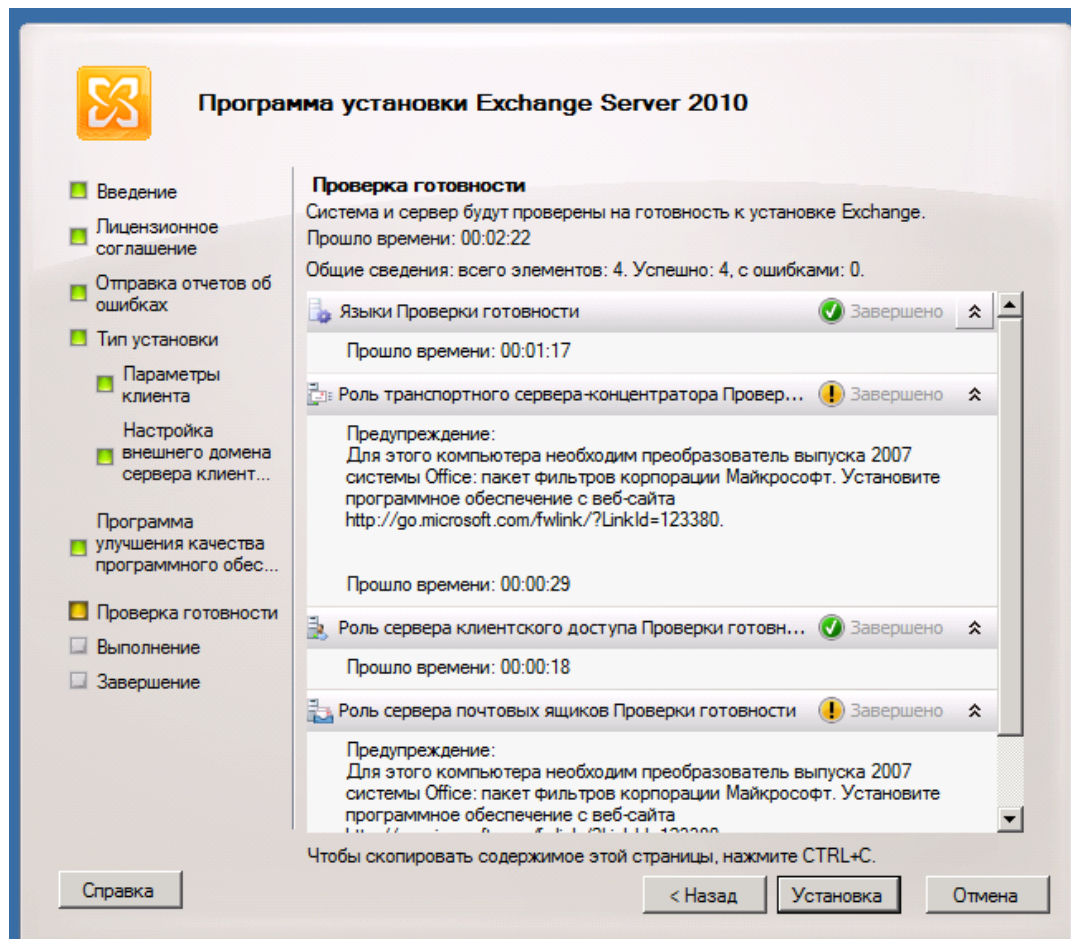 Программа установки Exchange Server 2010
Введение
Лицензионное
соглашение
Отправка отчетов об
ошибках
Тип установки
Параметры
клиента
Настройка
внешнего домена
сервера клиент...
Программа
улучшения качества
программного обес...
Проверка готовности
Выполнение
Завершение
Проверка готовности
Система и сервер будут проверены на готовность к установке Exchange.
Прошло времени: 00:02:22
Общие сведения: всего элементов: 4. Успешно: 4, с ошибками: 0.
Языки Проверки готовности Завершено
Прошло времени: 00:01:17
Роль транспортного сервера-концентратора Провер... Завершено
Предупреждение:
Для этого компьютера необходим преобразователь выпуска 2007
системы Office: пакет фильтров корпорации Майкрософт. Установите
программное обеспечение с веб-сайта
http://go.microsoft.com/fwlink/?LinkId=123380.
Прошло времени: 00:00:29
Роль сервера клиентского доступа Проверки готовн... Завершено
Прошло времени: 00:00:18
Роль сервера почтовых ящиков Проверки готовности Завершено
Предупреждение:
Для этого компьютера необходим преобразователь выпуска 2007
системы Office: пакет фильтров корпорации Майкрософт. Установите
программное обеспечение с веб-сайта
Чтобы скопировать содержимое этой страницы, нажмите CTRL+C.
Справка
< Назад
Установка
Отмена